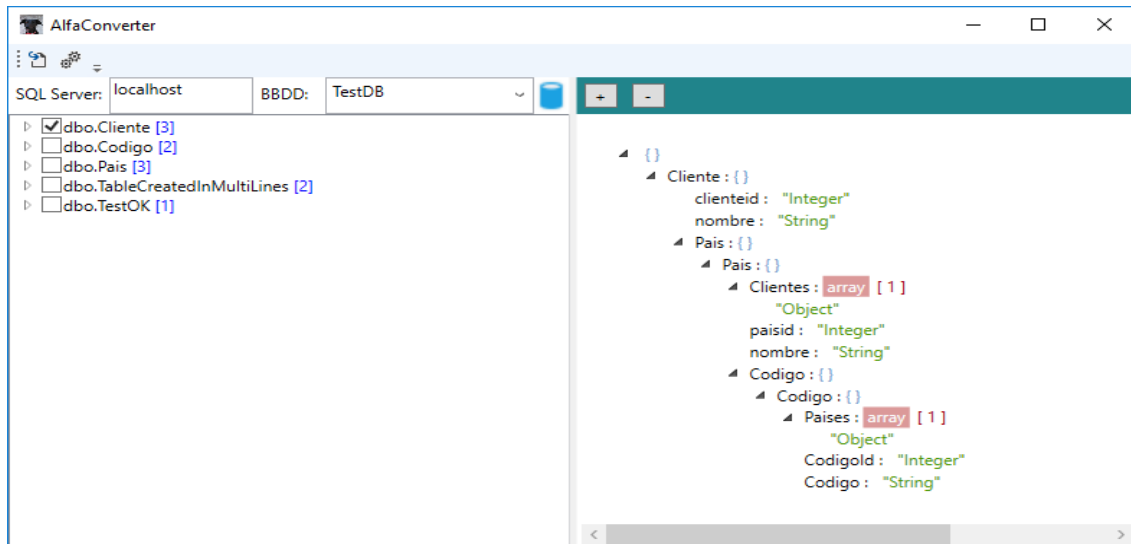 AlfaConverter
SQL Server: localhost BBDD: TestDB
+ -
dbo.Cliente [3]
dbo.Codigo [2]
dbo.Pais [3]
dbo.TableCreatedInMultiLines [2]
dbo.TestOK [1]
{ }
Cliente : { }
clienteid : "Integer"
nombre : "String"
Pais : { }
Pais : { }
Clientes : array [ 1 ]
"Object"
paisid : "Integer"
nombre : "String"
Codigo : { }
Codigo : { }
Paises : array [ 1 ]
"Object"
CodigoId : "Integer"
Codigo : "String"